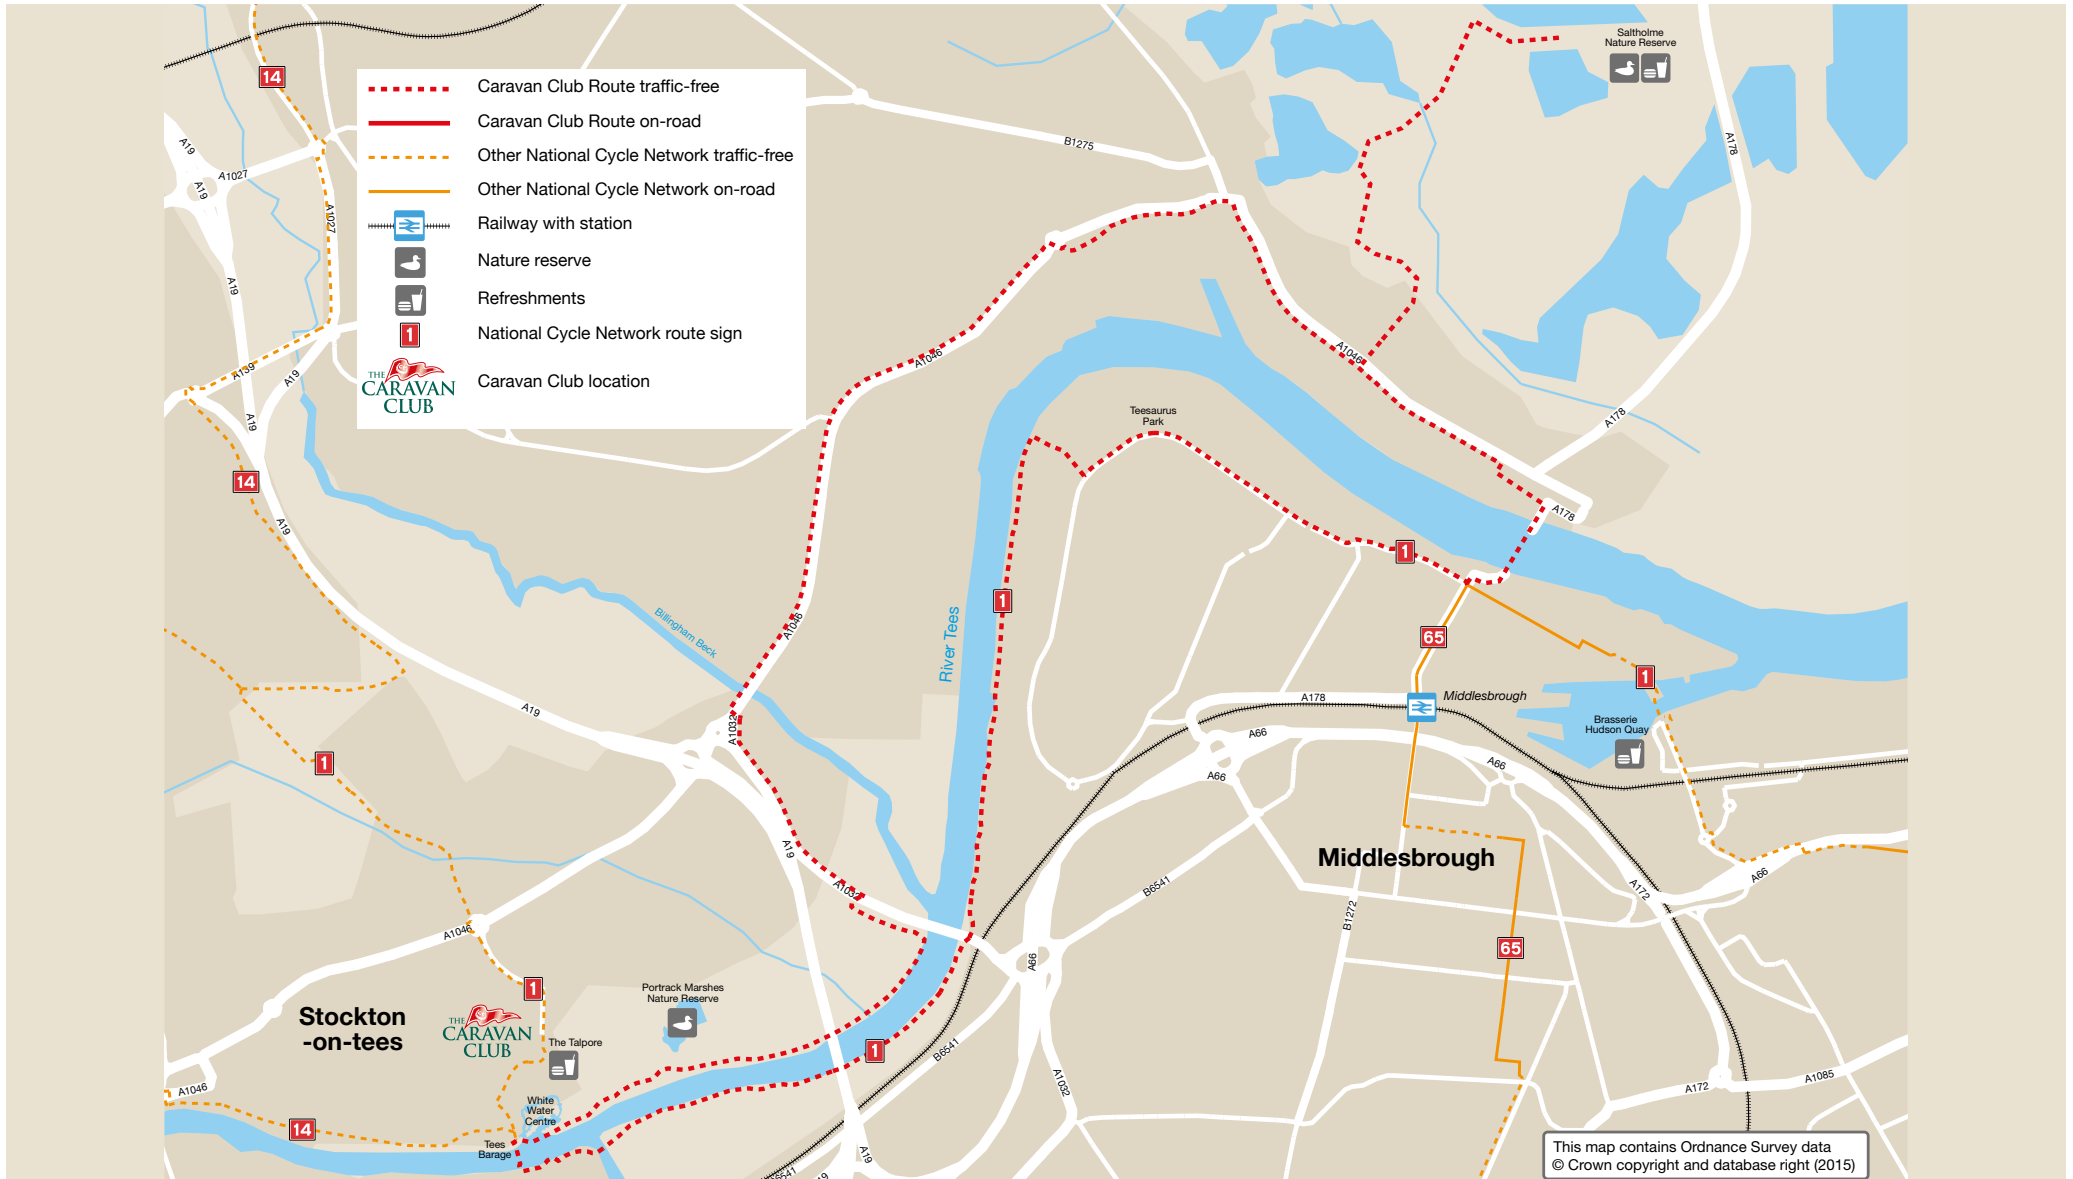 Caravan Club Route traffic-free
Caravan Club Route on-road
Other National Cycle Network traffic-free
Other National Cycle Network on-road
Railway with station
Nature reserve
Refreshments
1
National Cycle Network route sign
THE
CARAVAN
CLUB
Caravan Club location
14
A19
A19
A1027
A1027
A19
A139
A19
A19
14
A19
B1275
Saltholme
Nature Reserve
A178
A1046
A1046
A178
A178
Teesaurus
Park
1
1
65
1
River Tees
Billingham Beck
A1046
A1032
A19
1
A19
A1032
A178
Middlesbrough
A66
A66
A66
Brasserie
Hudson Quay
Middlesbrough
B6541
B1272
A172
A66
65
A66
A1046
1
Stockton
-on-tees
THE
CARAVAN
CLUB
The Talpore
Portrack Marshes
Nature Reserve
1
B6541
A1032
A1046
14
White
Water
Centre
Tees
Barage
A19
A172
A1085
This map contains Ordnance Survey data
© Crown copyright and database right (2015)